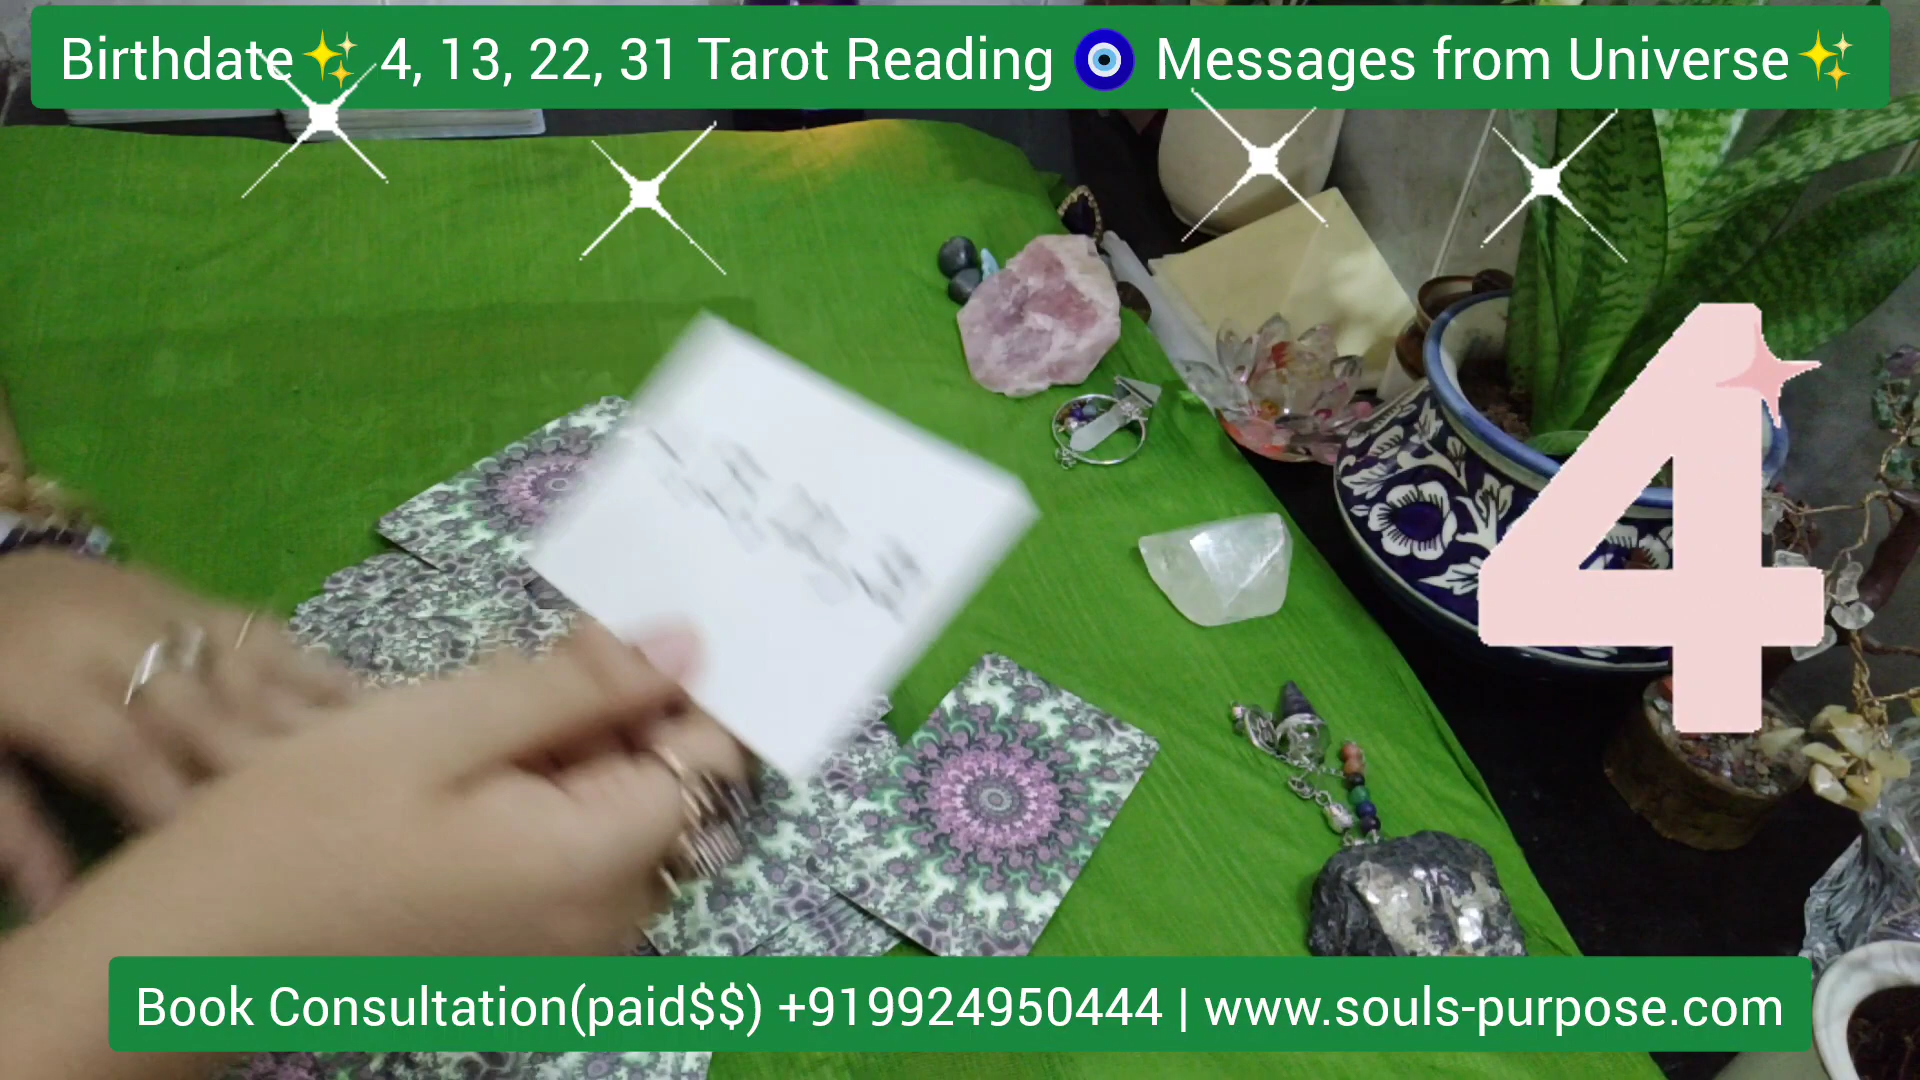 Birthdate✨ 4, 13, 22, 31 Tarot Reading 🧿 Messages from Universe✨
4
Book Consultation(paid$$) +919924950444 | www.souls-purpose.com